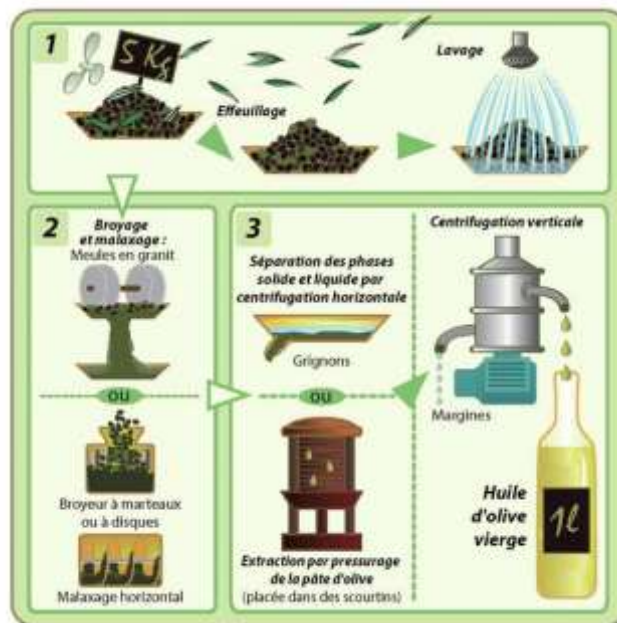 1
5 Kg
Effeuillage
Lavage
2
Broyage
et malaxage :
Meules en granit
OU
Broyeur à marteaux
ou à disques
Malaxage horizontal
3
Séparation des phases
solide et liquide par
centrifugation horizontale
Grignons
OU
Extraction par pressurage
de la pâte d'olive
(placée dans des scourtins)
Centrifugation verticale
Margines
Huile
d'olive
vierge
1l